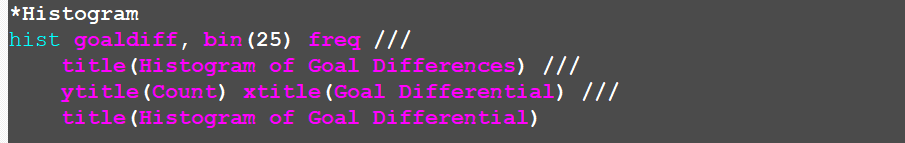 *Histogram
hist goaldiff, bin(25) freq ///
title(Histogram of Goal Differences) ///
ytitle(Count) xtitle(Goal Differential) ///
title(Histogram of Goal Differential)